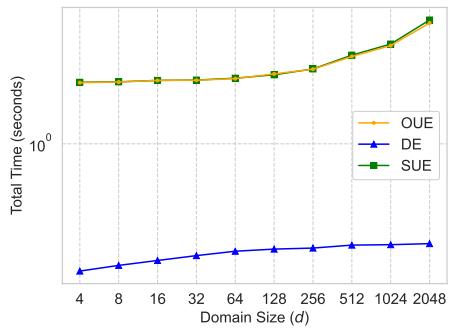 Total Time (seconds)
10^0
OUE
DE
SUE
4 8 16 32 64 128 256 512 1024 2048
Domain Size (d)